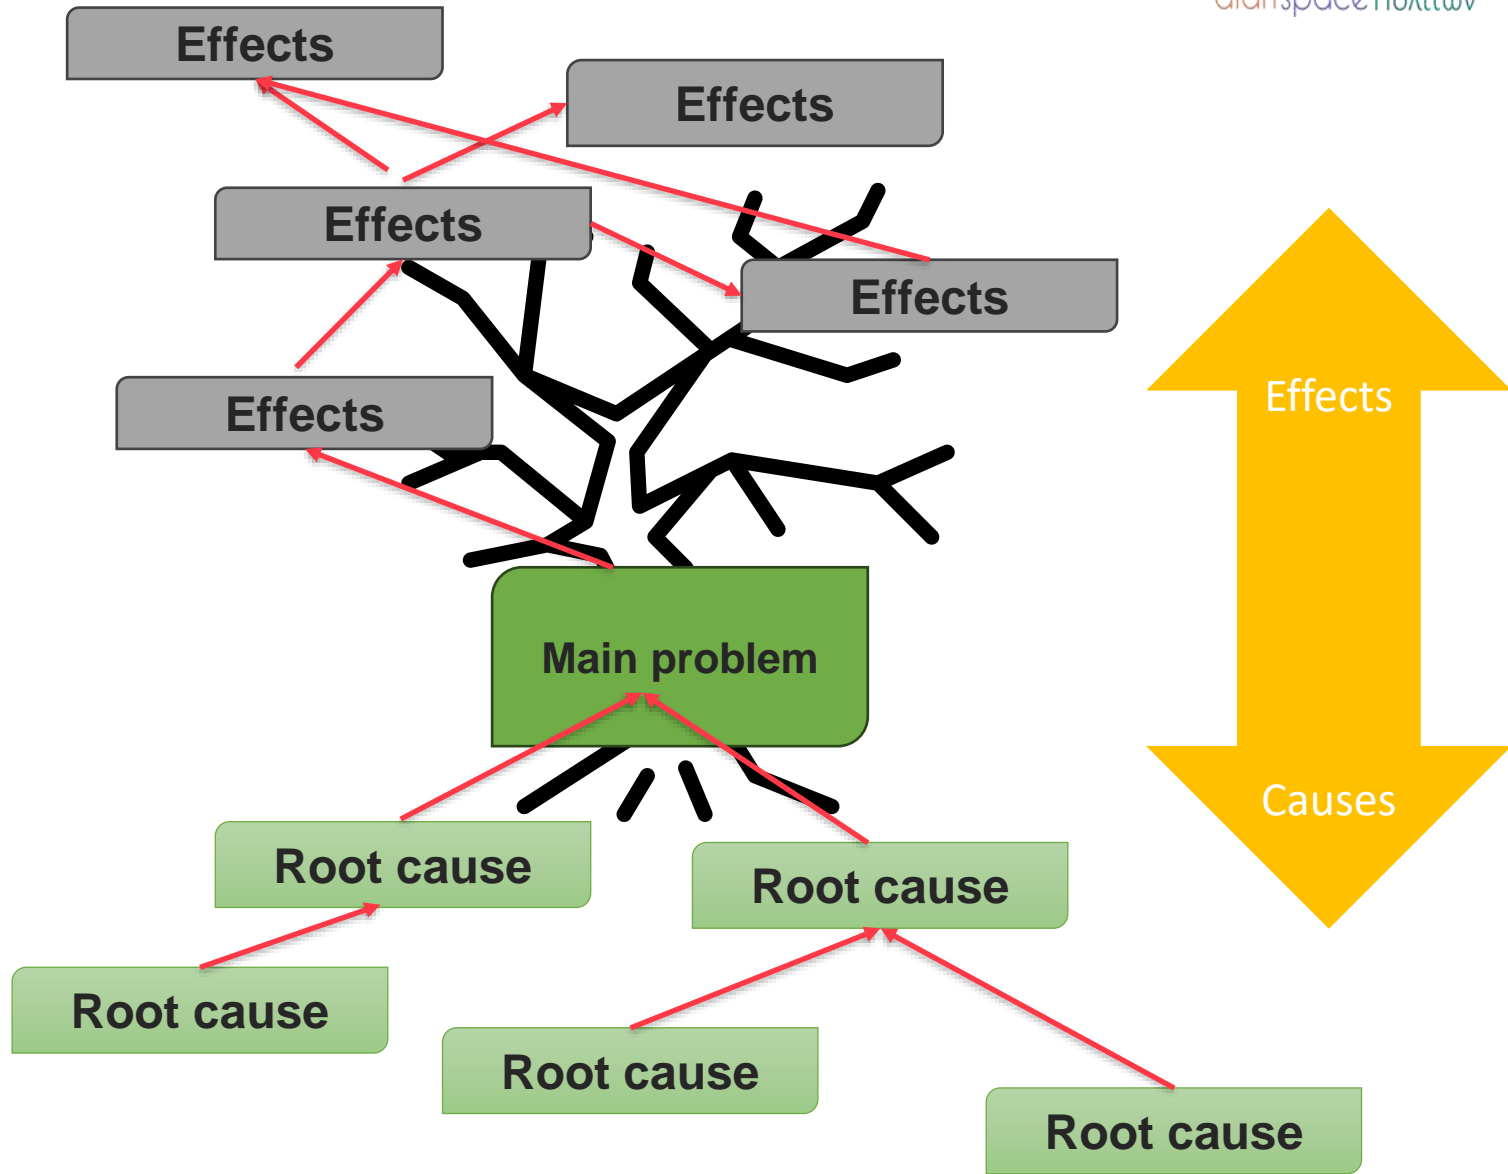 Effects
Effects
Effects
Effects
Effects
Effects
Main problem
Causes
Root cause
Root cause
Root cause
Root cause
Root cause